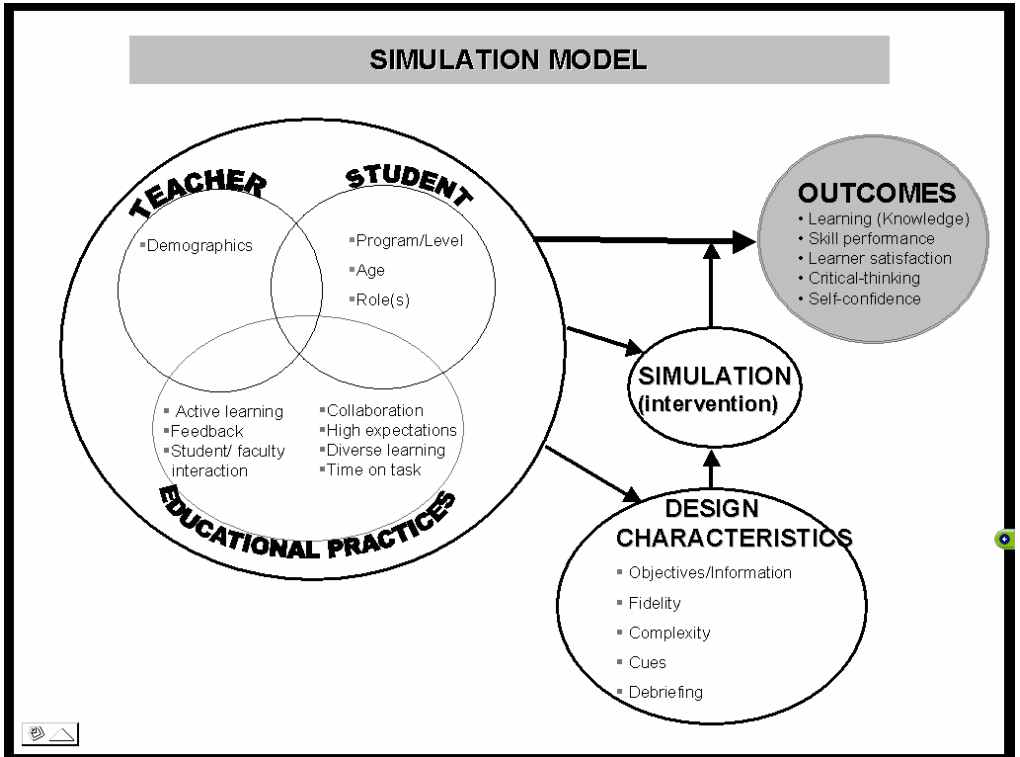 SIMULATION MODEL
TEACHER
▪Demographics
STUDENT
▪Program/Level
▪Age
▪Role(s)
▪ Active learning
▪Feedback
▪Student/ faculty
interaction
▪Collaboration
▪High expectations
▪Diverse learning
▪Time on task
EDUCATIONAL PRACTICES
OUTCOMES
• Learning (Knowledge)
• Skill performance
• Learner satisfaction
• Critical-thinking
• Self-confidence
SIMULATION
(intervention)
DESIGN
CHARACTERISTICS
▪ Objectives/Information
▪ Fidelity
▪ Complexity
▪ Cues
▪ Debriefing